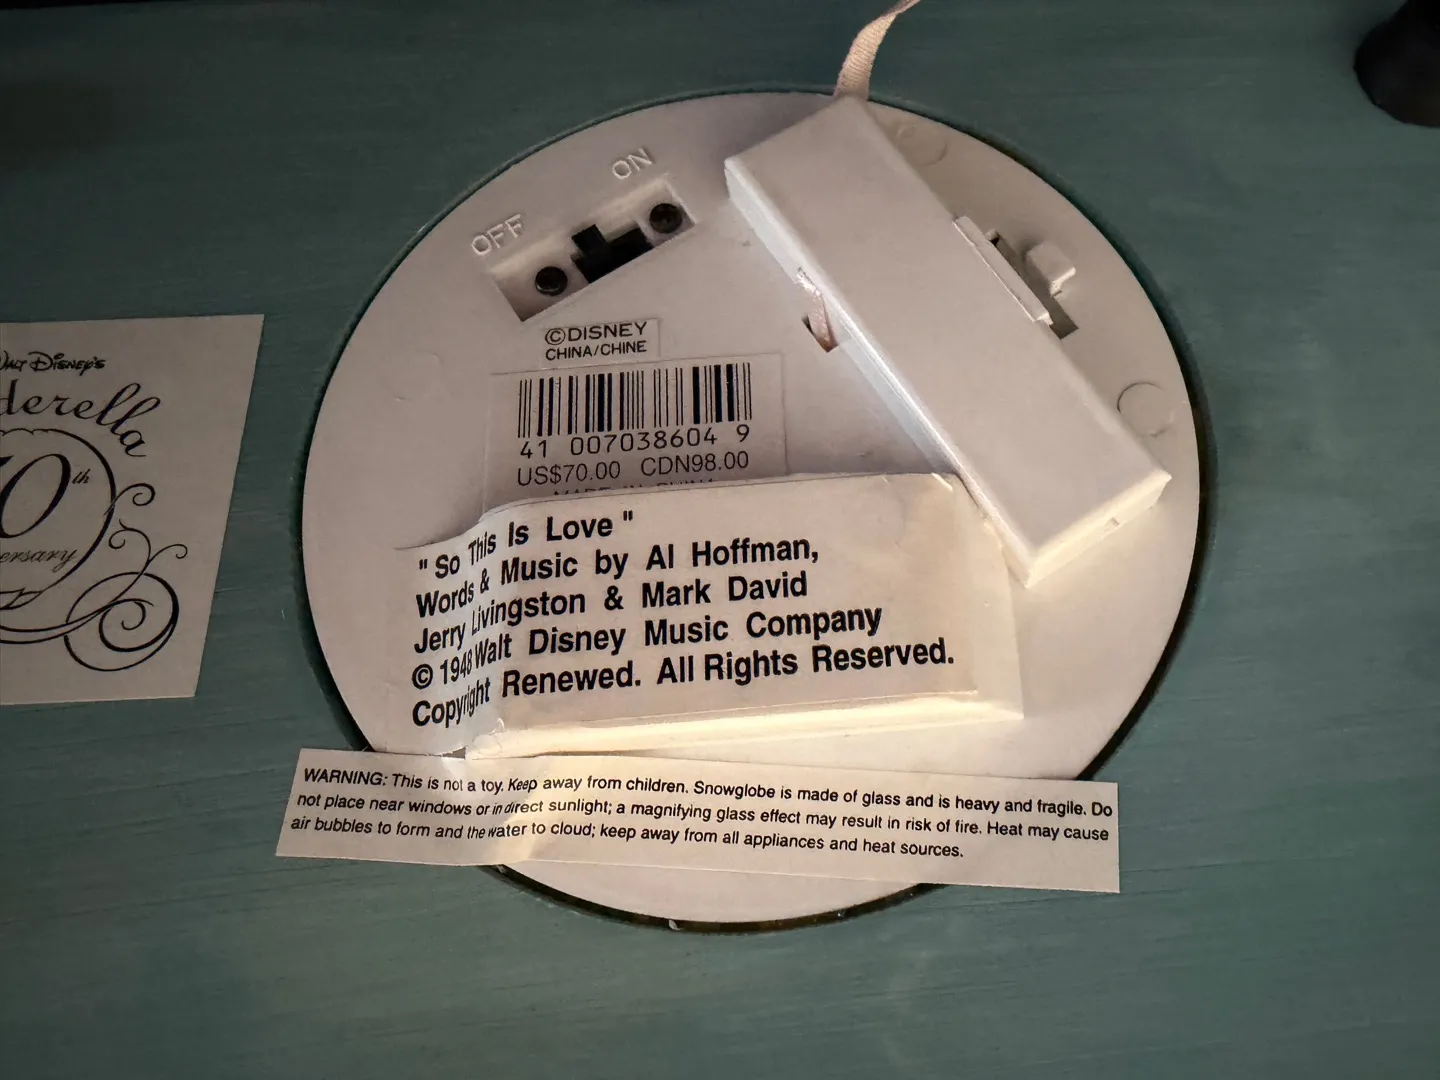 ON
OFF
©DISNEY
CHINA/CHINE
41 007038604 9
US$70.00 CDN98.00
" So This Is Love "
Words & Music by Al Hoffman,
Jerry Livingston & Mark David
© 1948 Walt Disney Music Company
Copyright Renewed. All Rights Reserved.
WARNING: This is not a toy. Keep away from children. Snowglobe is made of glass and is heavy and fragile. Do
not place near windows or in direct sunlight; a magnifying glass effect may result in risk of fire. Heat may cause
air bubbles to form and the water to cloud; keep away from all appliances and heat sources.
Walt Disney's
derella
0th
ersary